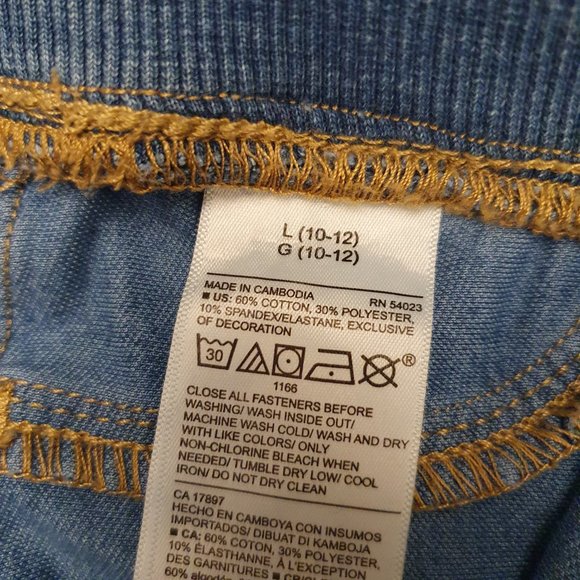 L (10-12)
G (10-12)
MADE IN CAMBODIA RN 54023
■ US: 60% COTTON, 30% POLYESTER,
10% SPANDEX/ELASTANE, EXCLUSIVE
OF DECORATION
30 ®
1166
CLOSE ALL FASTENERS BEFORE
WASHING/ WASH INSIDE OUT/
MACHINE WASH COLD/ WASH AND DRY
WITH LIKE COLORS/ ONLY
NON-CHLORINE BLEACH WHEN
NEEDED/ TUMBLE DRY LOW/ COOL
IRON/ DO NOT DRY CLEAN
CA 17897
HECHO EN CAMBOYA CON INSUMOS
IMPORTADOS/ DIBUAT DI KAMBOJA
■ CA: 60% COTON, 30% POLYESTER,
10% ÉLASTHANNE, À L'EXCEPTION
DES GARNITURES
60% algodón